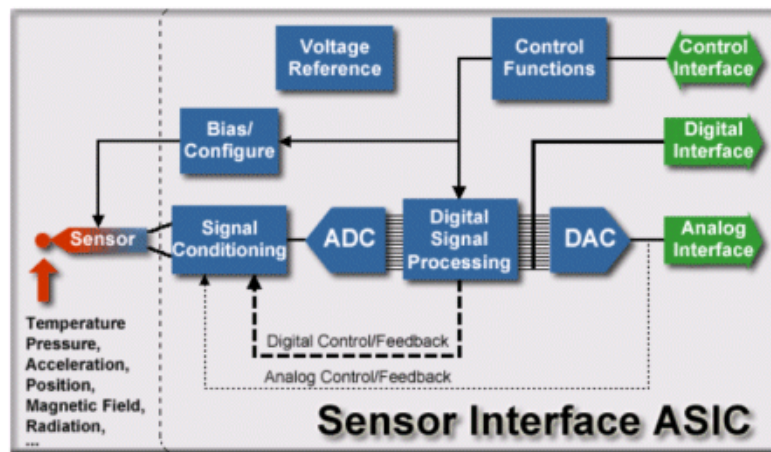 Voltage
Reference
Control
Functions
Control
Interface
Bias/
Configure
Digital
Interface
Sensor
Signal
Conditioning
ADC
Digital
Signal
Processing
DAC
Analog
Interface
Temperature
Pressure,
Acceleration,
Position,
Magnetic Field,
Radiation,
...
Digital Control/Feedback
Analog Control/Feedback
Sensor Interface ASIC